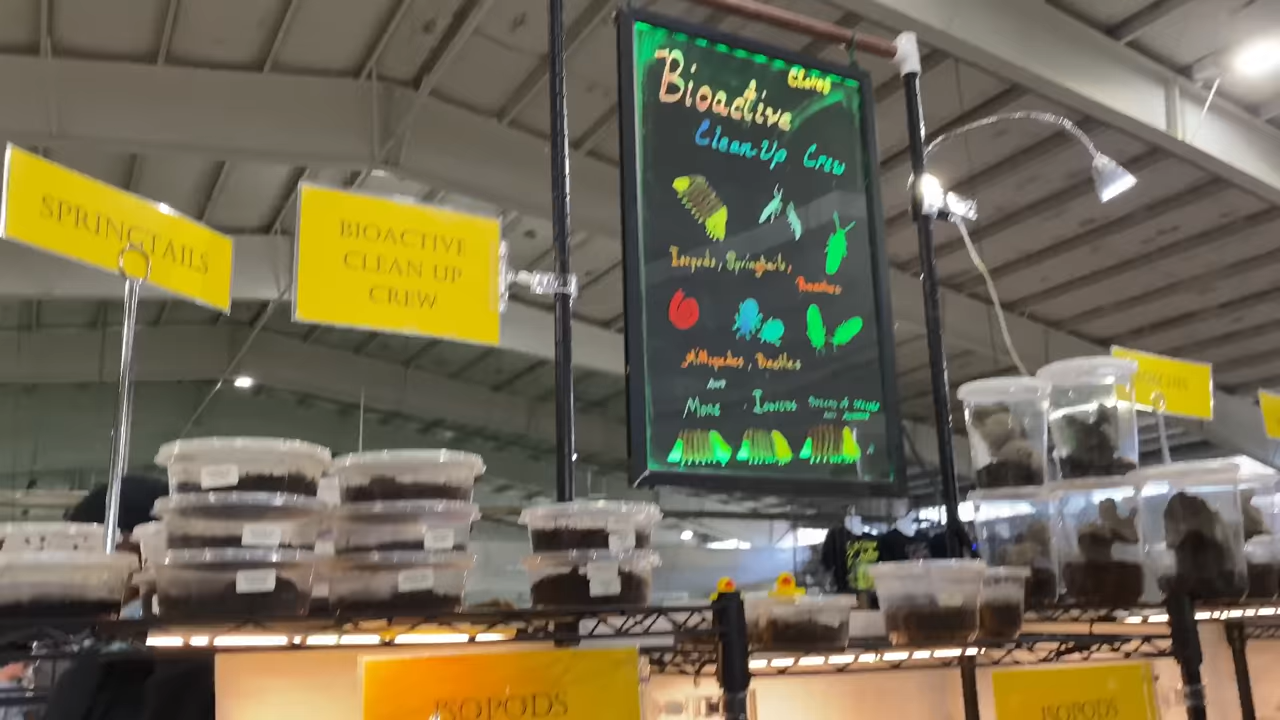 SPRINGTAILS
BIOACTIVE
CLEAN UP
CREW
Bioactive
Clean-Up Crew
Isopods, Springtails,
Roaches
Millipedes, Beetles
AND
More
ISOPODS
ISOPODS